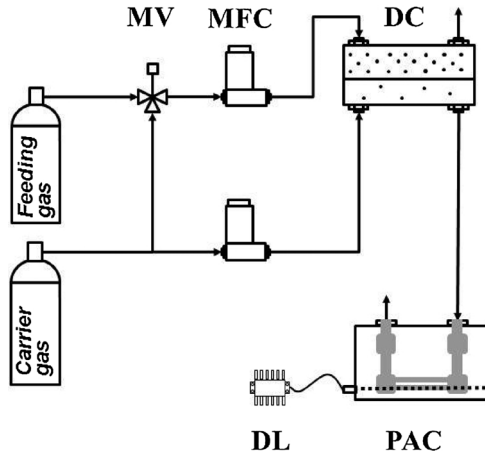 MV MFC DC
Feeding
gas
Carrier
gas
DL PAC